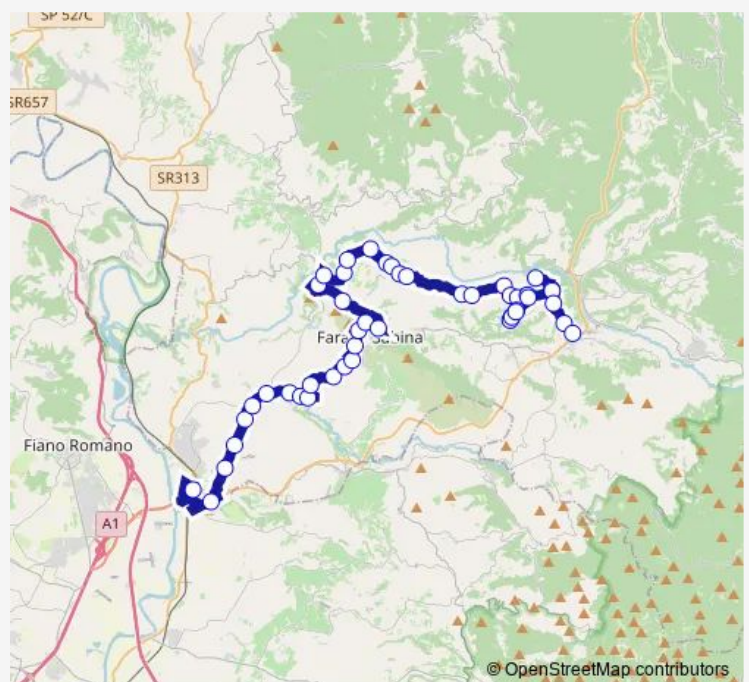 SP 52/C
SR657
SR313
Fara Sabina
Fiano Romano
A1
© OpenStreetMap contributors